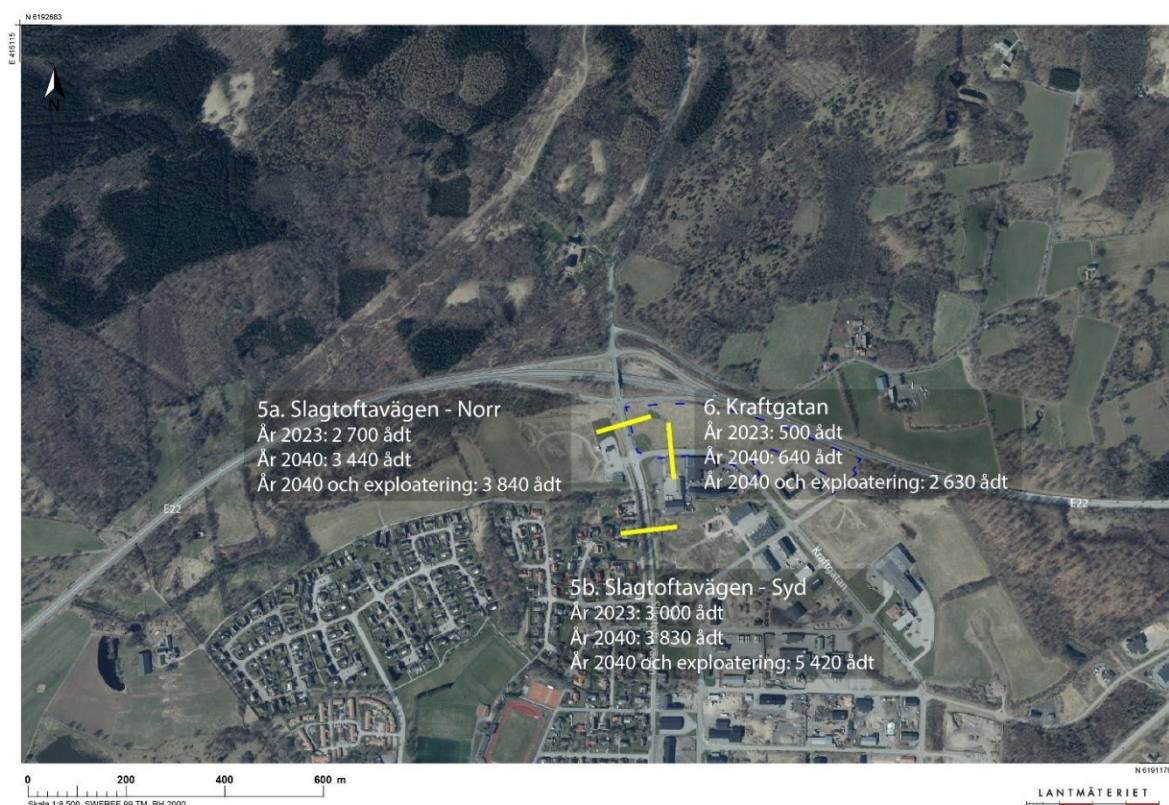 N 6192683
E 415115
N
5a. Slagtoftavägen - Norr
År 2023: 2 700 ådt
År 2040: 3 440 ådt
År 2040 och exploatering: 3 840 ådt
6. Kraftgatan
År 2023: 500 ådt
År 2040: 640 ådt
År 2040 och exploatering: 2 630 ådt
E22
E22
Kraftgatan
5b. Slagtoftavägen - Syd
År 2023: 3 000 ådt
År 2040: 3 830 ådt
År 2040 och exploatering: 5 420 ådt
0 200 400 600 m
Skala 1:8 500, SWEREF 99 TM, RH 2000
LANTMÄTERIET